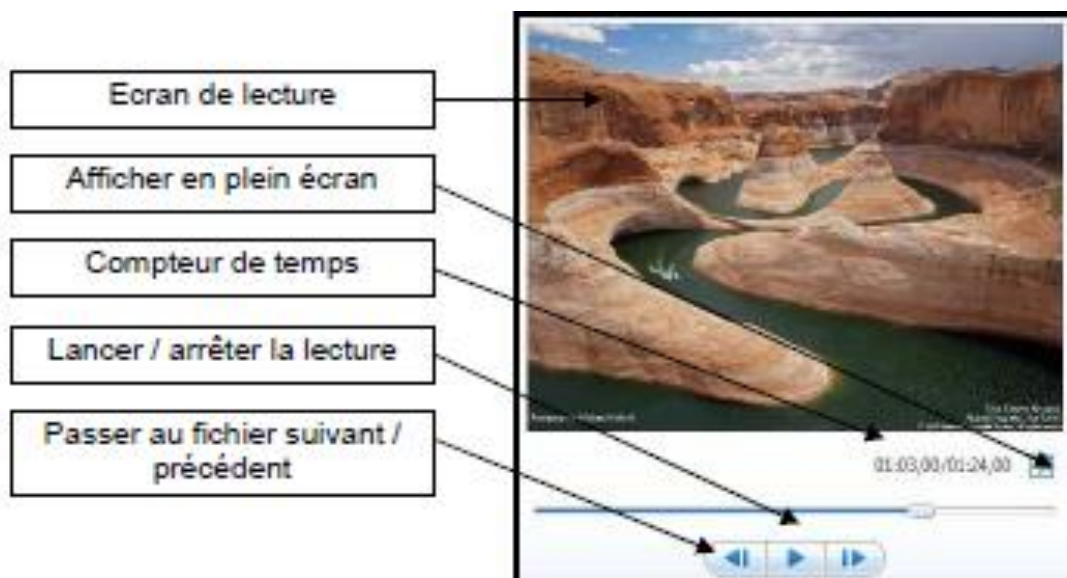 Ecran de lecture
Afficher en plein écran
Compteur de temps
Lancer / arrêter la lecture
Passer au fichier suivant /
précédent
01:03,00/01:24,00